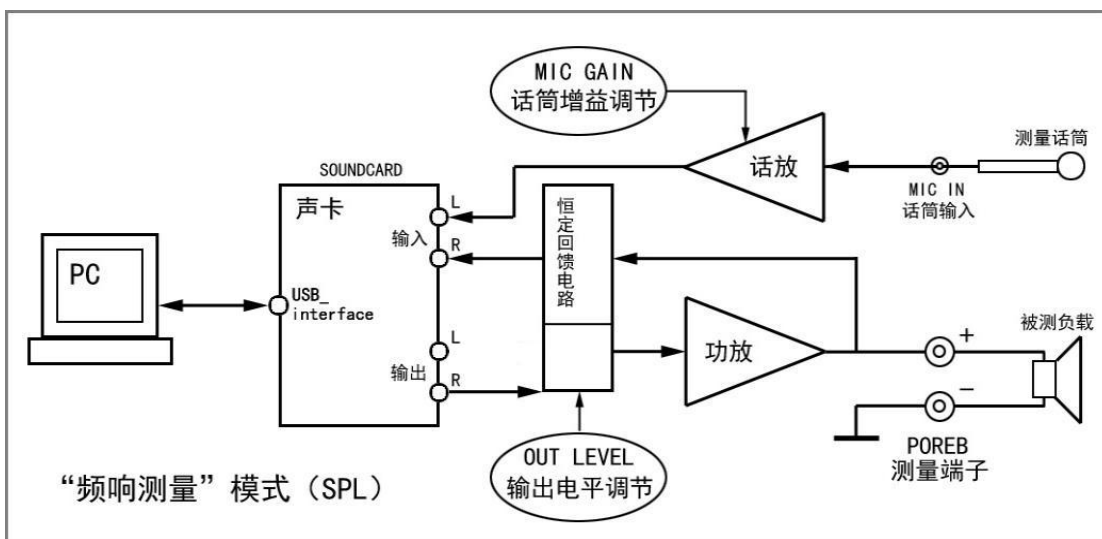 MIC GAIN
话筒增益调节
话放
测量话筒
MIC IN
话筒输入
SOUNDCARD
声卡
L
输入
R
恒定回馈电路
PC
USB_
interface
L
输出
R
功放
被测负载
+
-
POREB
测量端子
OUT LEVEL
输出电平调节
“频响测量”模式（SPL）